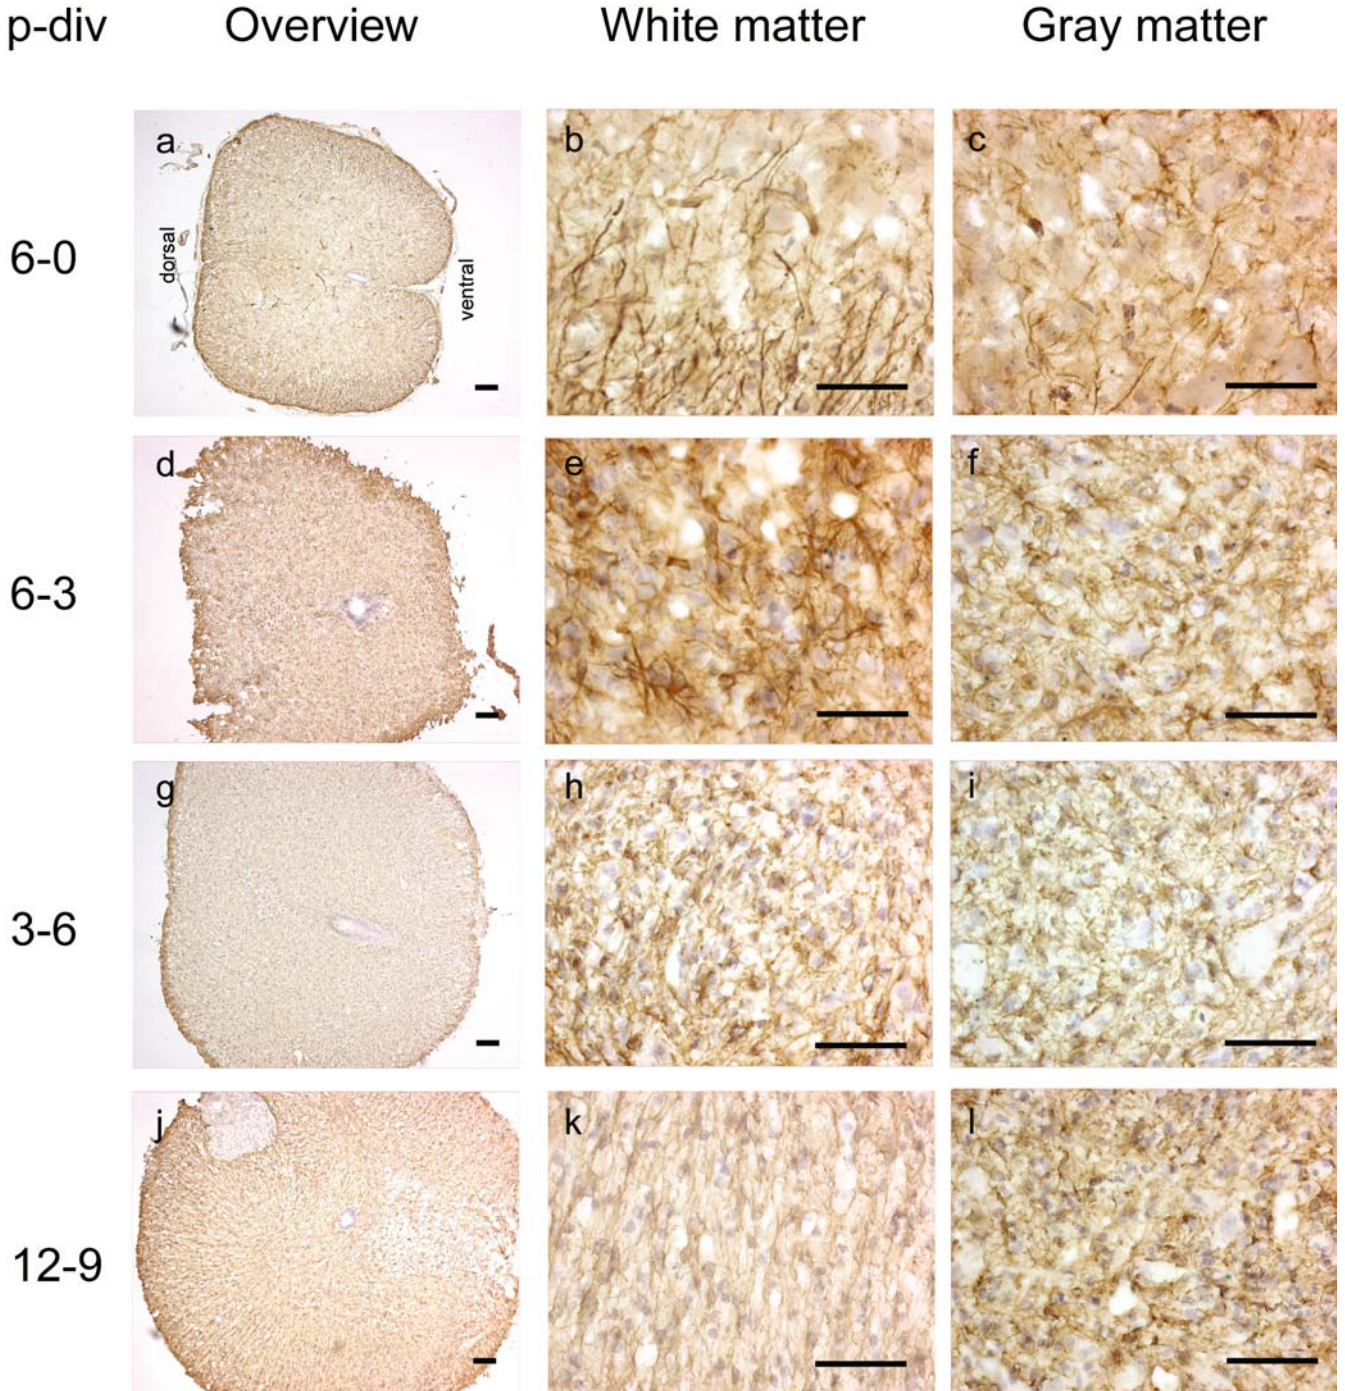 p-div Overview White matter Gray matter
6-0
a
dorsal
ventral
b
c
6-3
d
e
f
3-6
g
h
i
12-9
j
k
l